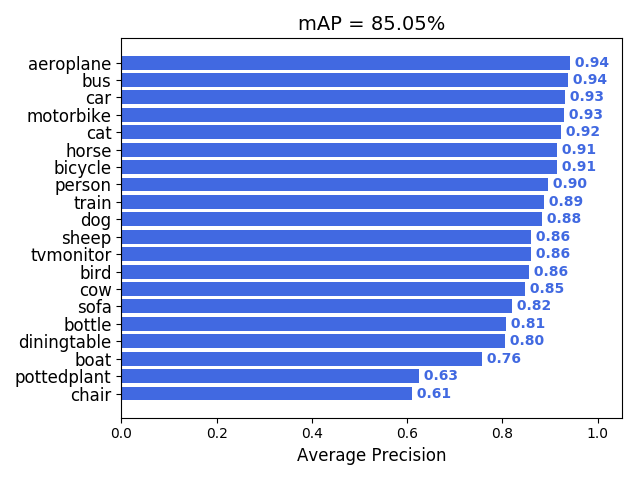 mAP = 85.05%
aeroplane 0.94
bus 0.94
car 0.93
motorbike 0.93
cat 0.92
horse 0.91
bicycle 0.91
person 0.90
train 0.89
dog 0.88
sheep 0.86
tvmonitor 0.86
bird 0.86
cow 0.85
sofa 0.82
bottle 0.81
diningtable 0.80
boat 0.76
pottedplant 0.63
chair 0.61
0.0 0.2 0.4 0.6 0.8 1.0
Average Precision